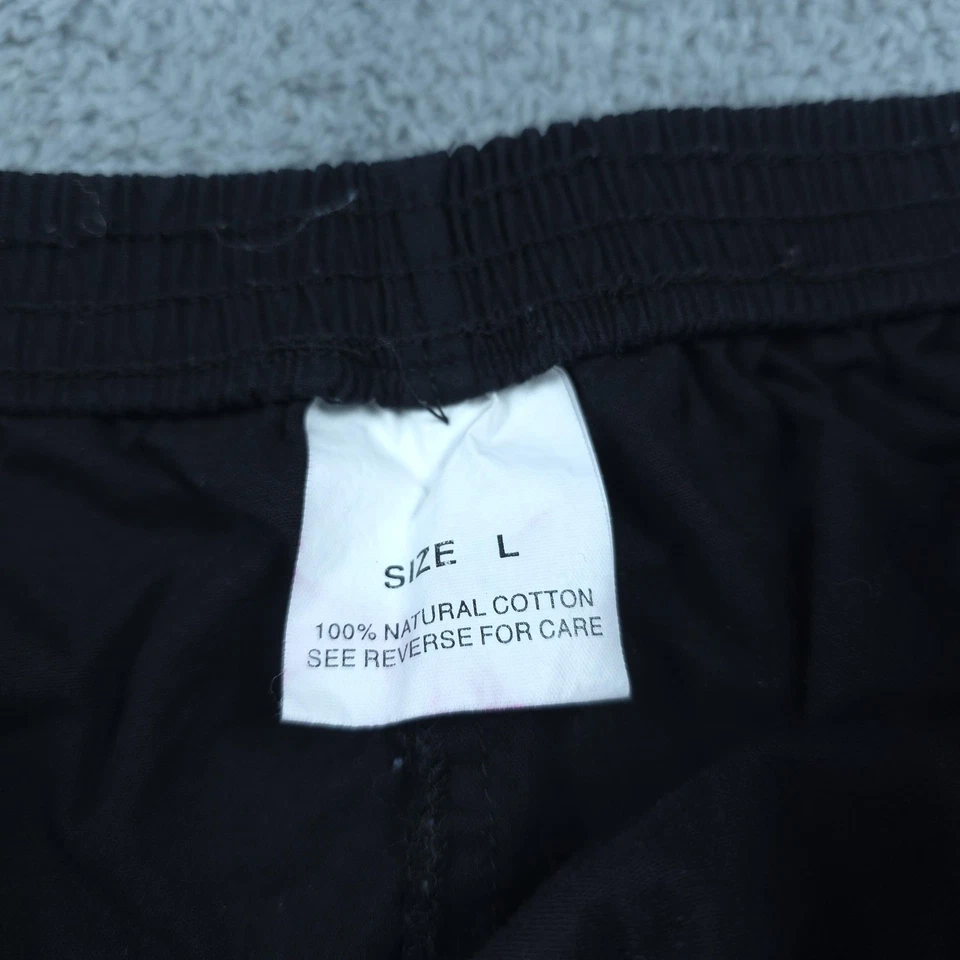 SIZE L
100% NATURAL COTTON
SEE REVERSE FOR CARE